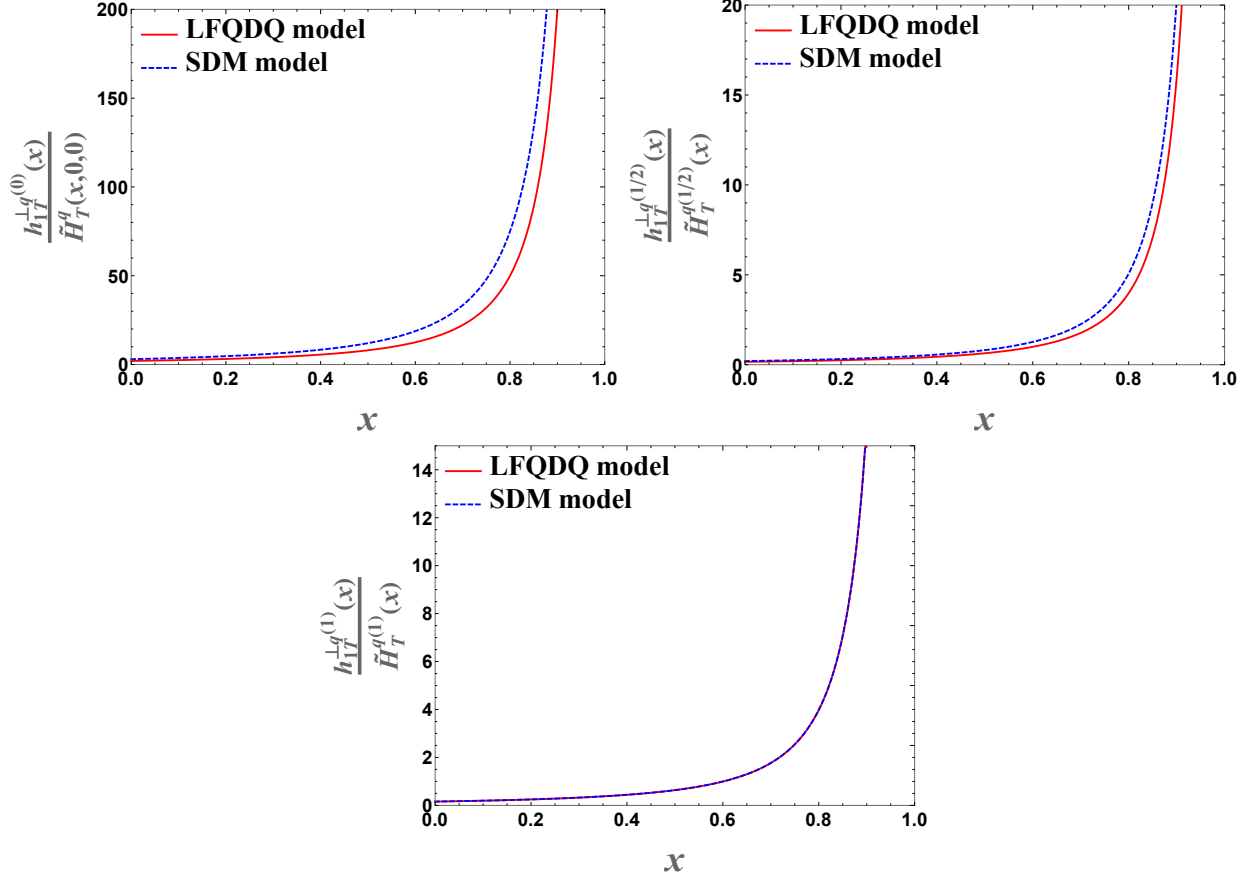 200
150
100
50
0
LFQDQ model
SDM model
h_{1T}^{⊥q(0)}(x)
H̃_T^q(x,0,0)
0.0 0.2 0.4 0.6 0.8 1.0
x
20
15
10
5
0
LFQDQ model
SDM model
h_{1T}^{⊥q(1/2)}(x)
H̃_T^{q(1/2)}(x)
0.0 0.2 0.4 0.6 0.8 1.0
x
14
12
10
8
6
4
2
0
LFQDQ model
SDM model
h_{1T}^{⊥q(1)}(x)
H̃_T^{q(1)}(x)
0.0 0.2 0.4 0.6 0.8 1.0
x